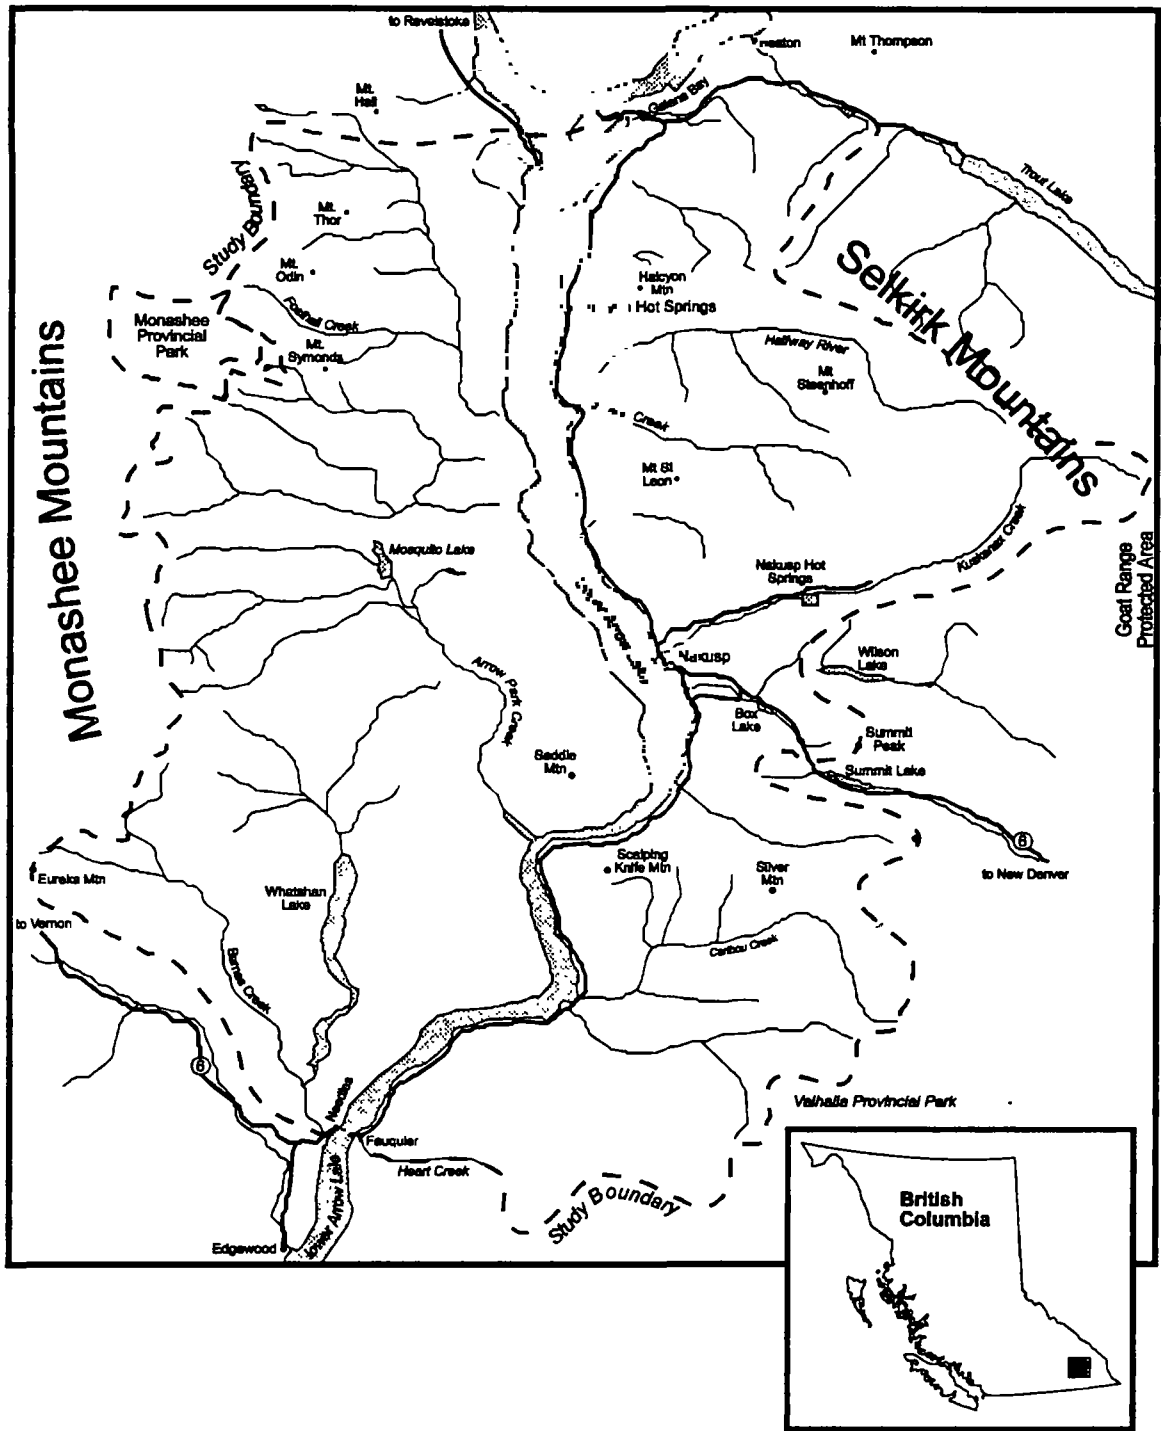 to Revelstoke
Mt Thompson
Mt.
Hall
Galena Bay
Study Boundary
Trout Lake
Mt.
Thor
Mt.
Odin
Selkirk Mountains
Halcyon
Mtn
Hot Springs
Monashee
Provincial
Park
Fosthall Creek
Mt.
Symonds
Halfway River
Mt
Steenhoff
Creek
Monashee Mountains
Mt St
Leon
Kuskanax Creek
Goat Range
Protected Area
Mosquito Lake
Nakusp Hot
Springs
Nakusp
Wilson
Lake
Arrow Park Creek
Box
Lake
Summit
Peak
Saddle
Mtn
Summit Lake
6
to New Denver
Scalping
Knife Mtn
Silver
Mtn
Eureka Mtn
Whatshan
Lake
to Vernon
Barnes Creek
Caribou Creek
6
Needles
Valhalla Provincial Park
Fauquier
Heart Creek
Lower Arrow Lake
Study Boundary
Edgewood
British
Columbia